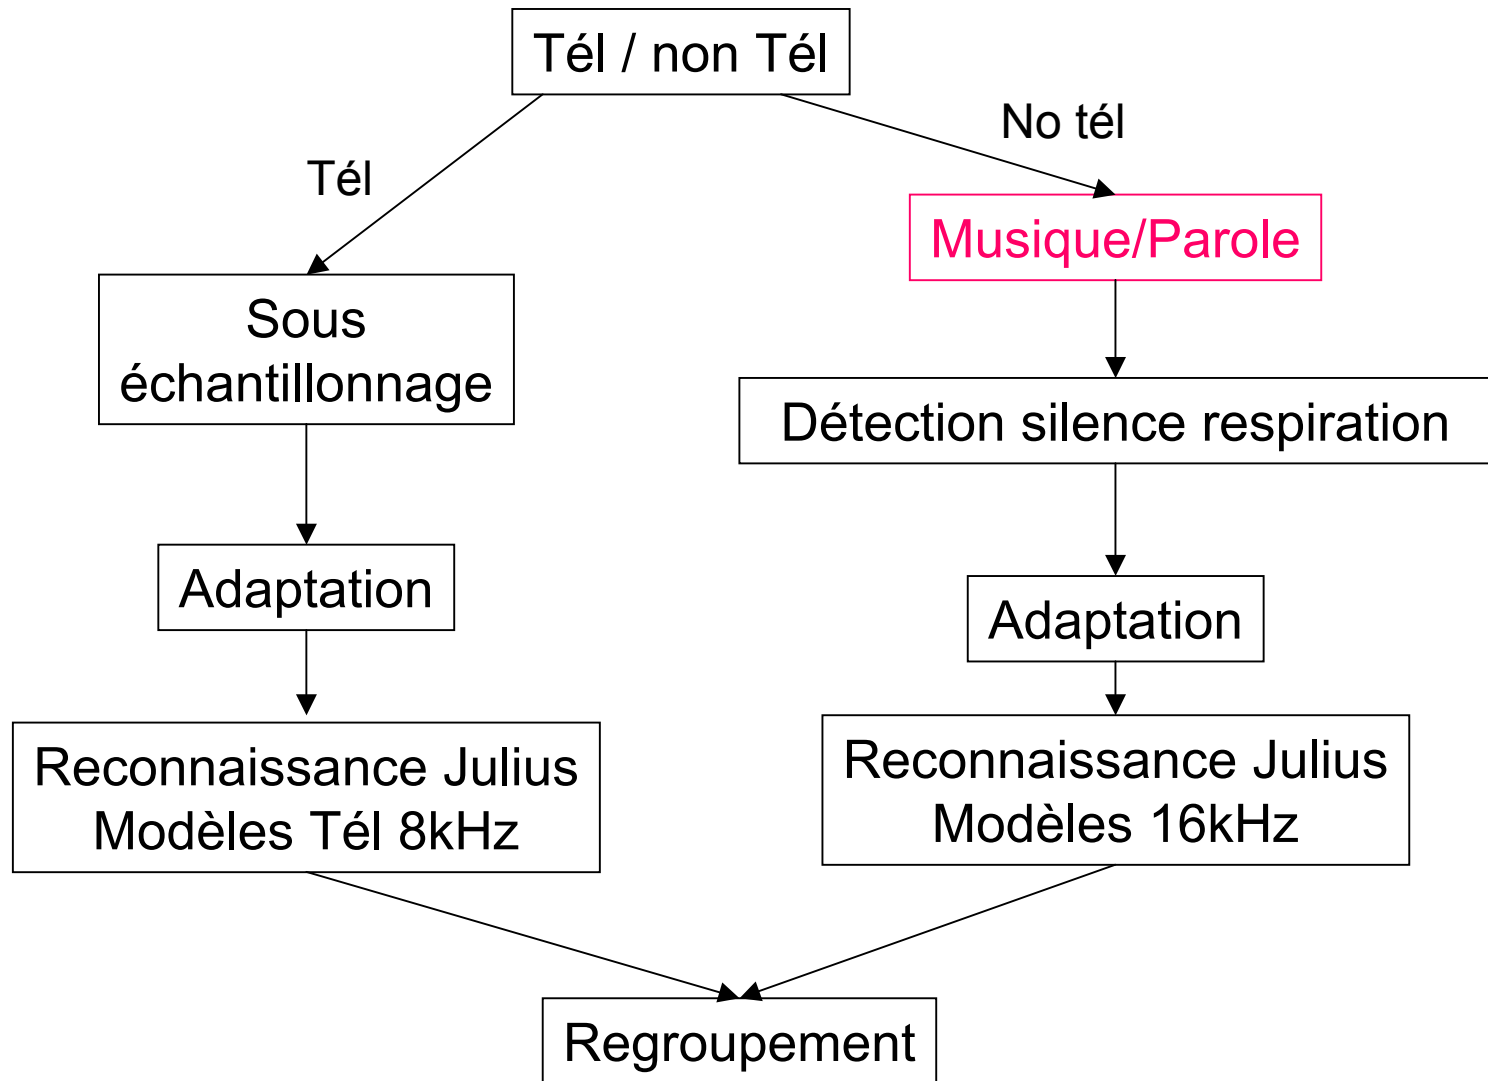 Tél / non Tél
No tél
Tél
Musique/Parole
Sous
échantillonnage
Détection silence respiration
Adaptation
Adaptation
Reconnaissance Julius
Modèles Tél 8kHz
Reconnaissance Julius
Modèles 16kHz
Regroupement